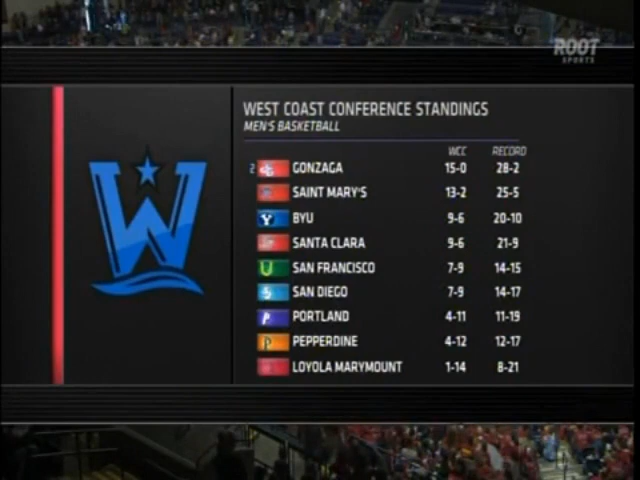 ROOT
SPORTS
WEST COAST CONFERENCE STANDINGS
MEN'S BASKETBALL
WCC RECORD
2 GONZAGA 15-0 28-2
SAINT MARY'S 13-2 25-5
BYU 9-6 20-10
SANTA CLARA 9-6 21-9
SAN FRANCISCO 7-9 14-15
SAN DIEGO 7-9 14-17
PORTLAND 4-11 11-19
PEPPERDINE 4-12 12-17
LOYOLA MARYMOUNT 1-14 8-21
W